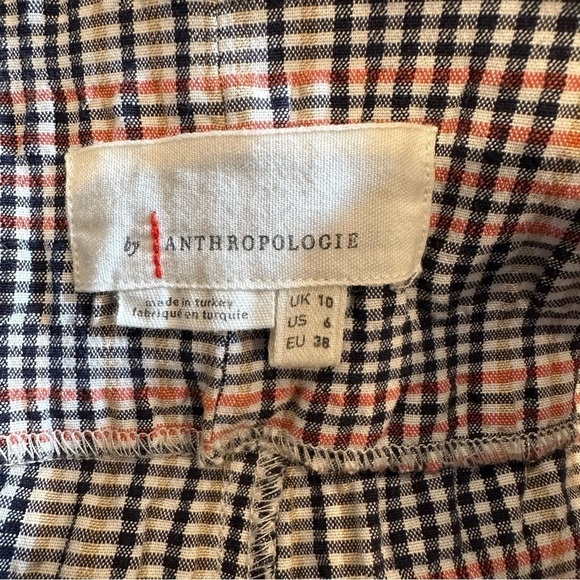 by ANTHROPOLOGIE
made in turkey
fabriqué en turquie
UK 10
US 6
EU 38